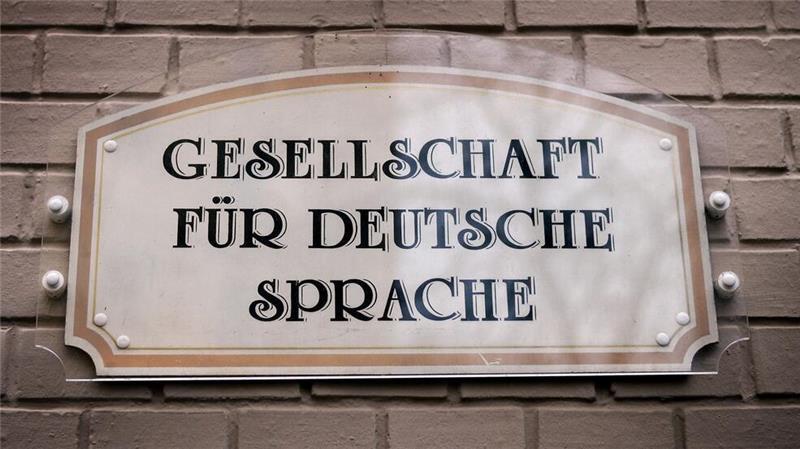 GESELLSCHAFT
FÜR DEUTSCHE
SPRACHE